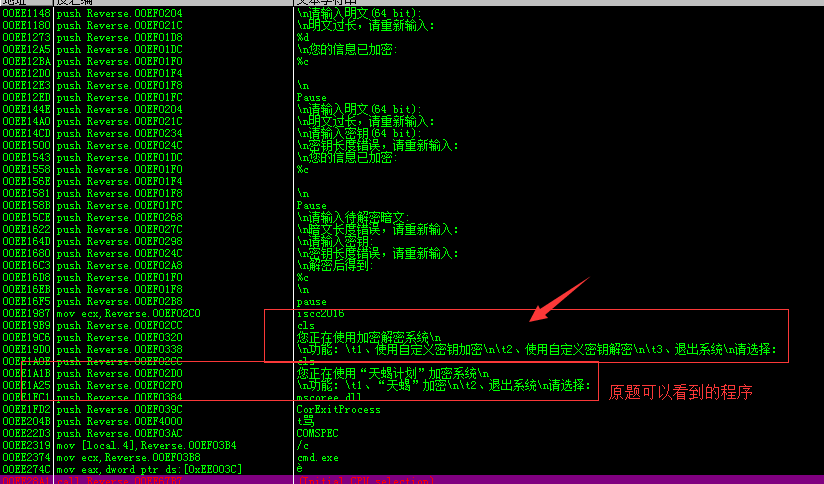 地址 反汇编 文本字符串
00EE1148 push Reverse.00EF0204 \n请输入明文(64 bit):
00EE1180 push Reverse.00EF021C \n明文过长，请重新输入:
00EE1273 push Reverse.00EF01D8 %d
00EE12A5 push Reverse.00EF01DC \n您的信息已加密:
00EE12BA push Reverse.00EF01F0 %c
00EE12D0 push Reverse.00EF01F4
00EE12E3 push Reverse.00EF01F8 \n
00EE12ED push Reverse.00EF01FC Pause
00EE144E push Reverse.00EF0204 \n请输入明文(64 bit):
00EE14A0 push Reverse.00EF021C \n明文过长，请重新输入:
00EE14CD push Reverse.00EF0234 \n请输入密钥(64 bit):
00EE1500 push Reverse.00EF024C \n密钥长度错误，请重新输入:
00EE1543 push Reverse.00EF01DC \n您的信息已加密:
00EE1558 push Reverse.00EF01F0 %c
00EE156E push Reverse.00EF01F4
00EE1581 push Reverse.00EF01F8 \n
00EE158B push Reverse.00EF01FC Pause
00EE15CE push Reverse.00EF0268 \n请输入待解密暗文:
00EE1622 push Reverse.00EF027C \n暗文长度错误，请重新输入:
00EE164D push Reverse.00EF0298 \n请输入密钥:
00EE1680 push Reverse.00EF024C \n密钥长度错误，请重新输入:
00EE16C3 push Reverse.00EF02A8 \n解密后得到:
00EE16D8 push Reverse.00EF01F0 %c
00EE16EB push Reverse.00EF01F8 \n
00EE16F5 push Reverse.00EF02B8 pause
00EE1987 mov ecx,Reverse.00EF02C0 iscc2016
00EE19B9 push Reverse.00EF02CC cls
00EE19C6 push Reverse.00EF0320 您正在使用加密解密系统\n
00EE19D0 push Reverse.00EF0338 \n功能: \t1、使用自定义密钥加密\n\t2、使用自定义密钥解密\n\t3、退出系统\n请选择:
push Reverse.00EF02CC cls
00EE1A1B push Reverse.00EF02D0 您正在使用“天蝎计划”加密系统\n
00EE1A25 push Reverse.00EF02F0 \n功能: \t1、“天蝎”加密\n\t2、退出系统\n请选择:
00EE1FC1 push Reverse.00EF0384 mscoree.dll
原题可以看到的程序
00EE1FD2 push Reverse.00EF039C CorExitProcess
00EE204B push Reverse.00EF4000 t骂
00EE22D3 push Reverse.00EF03AC COMSPEC
00EE2319 mov [local.4],Reverse.00EF03B4 /c
00EE2374 mov ecx,Reverse.00EF03B8 cmd.exe
00EE274C mov eax,dword ptr ds:[0xEE003C] è